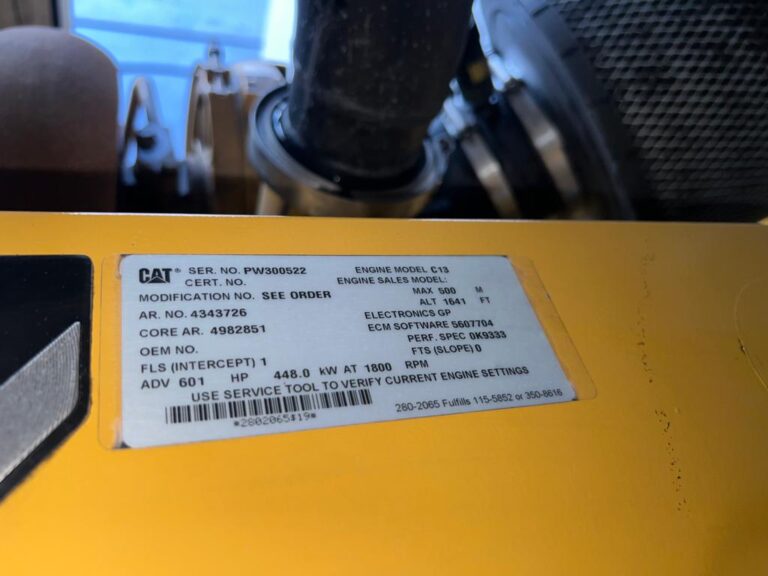 CAT® SER. NO. PW300522 ENGINE MODEL C13
CERT. NO. ENGINE SALES MODEL:
MODIFICATION NO. SEE ORDER MAX 500 M
ALT 1641 FT
AR. NO. 4343726 ELECTRONICS GP
CORE AR. 4982851 ECM SOFTWARE 5607704
OEM NO. PERF. SPEC 0K9333
FLS (INTERCEPT) 1 FTS (SLOPE) 0
ADV 601 HP 448.0 kW AT 1800 RPM
USE SERVICE TOOL TO VERIFY CURRENT ENGINE SETTINGS
*2802065#19* 280-2065 Fulfills 115-5852 or 350-8616